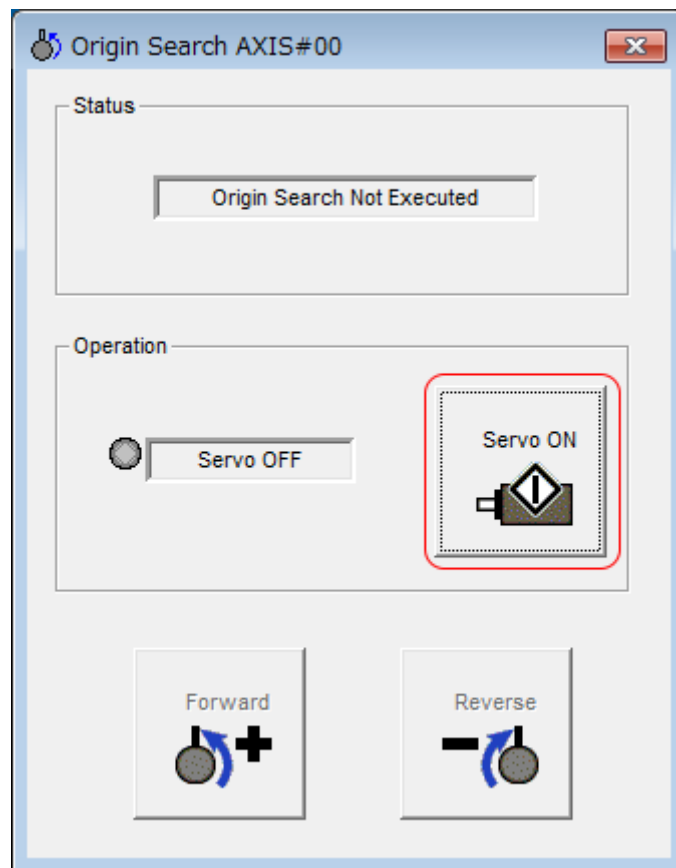 Origin Search AXIS#00
Status
Origin Search Not Executed
Operation
Servo OFF
Servo ON
Forward
Reverse